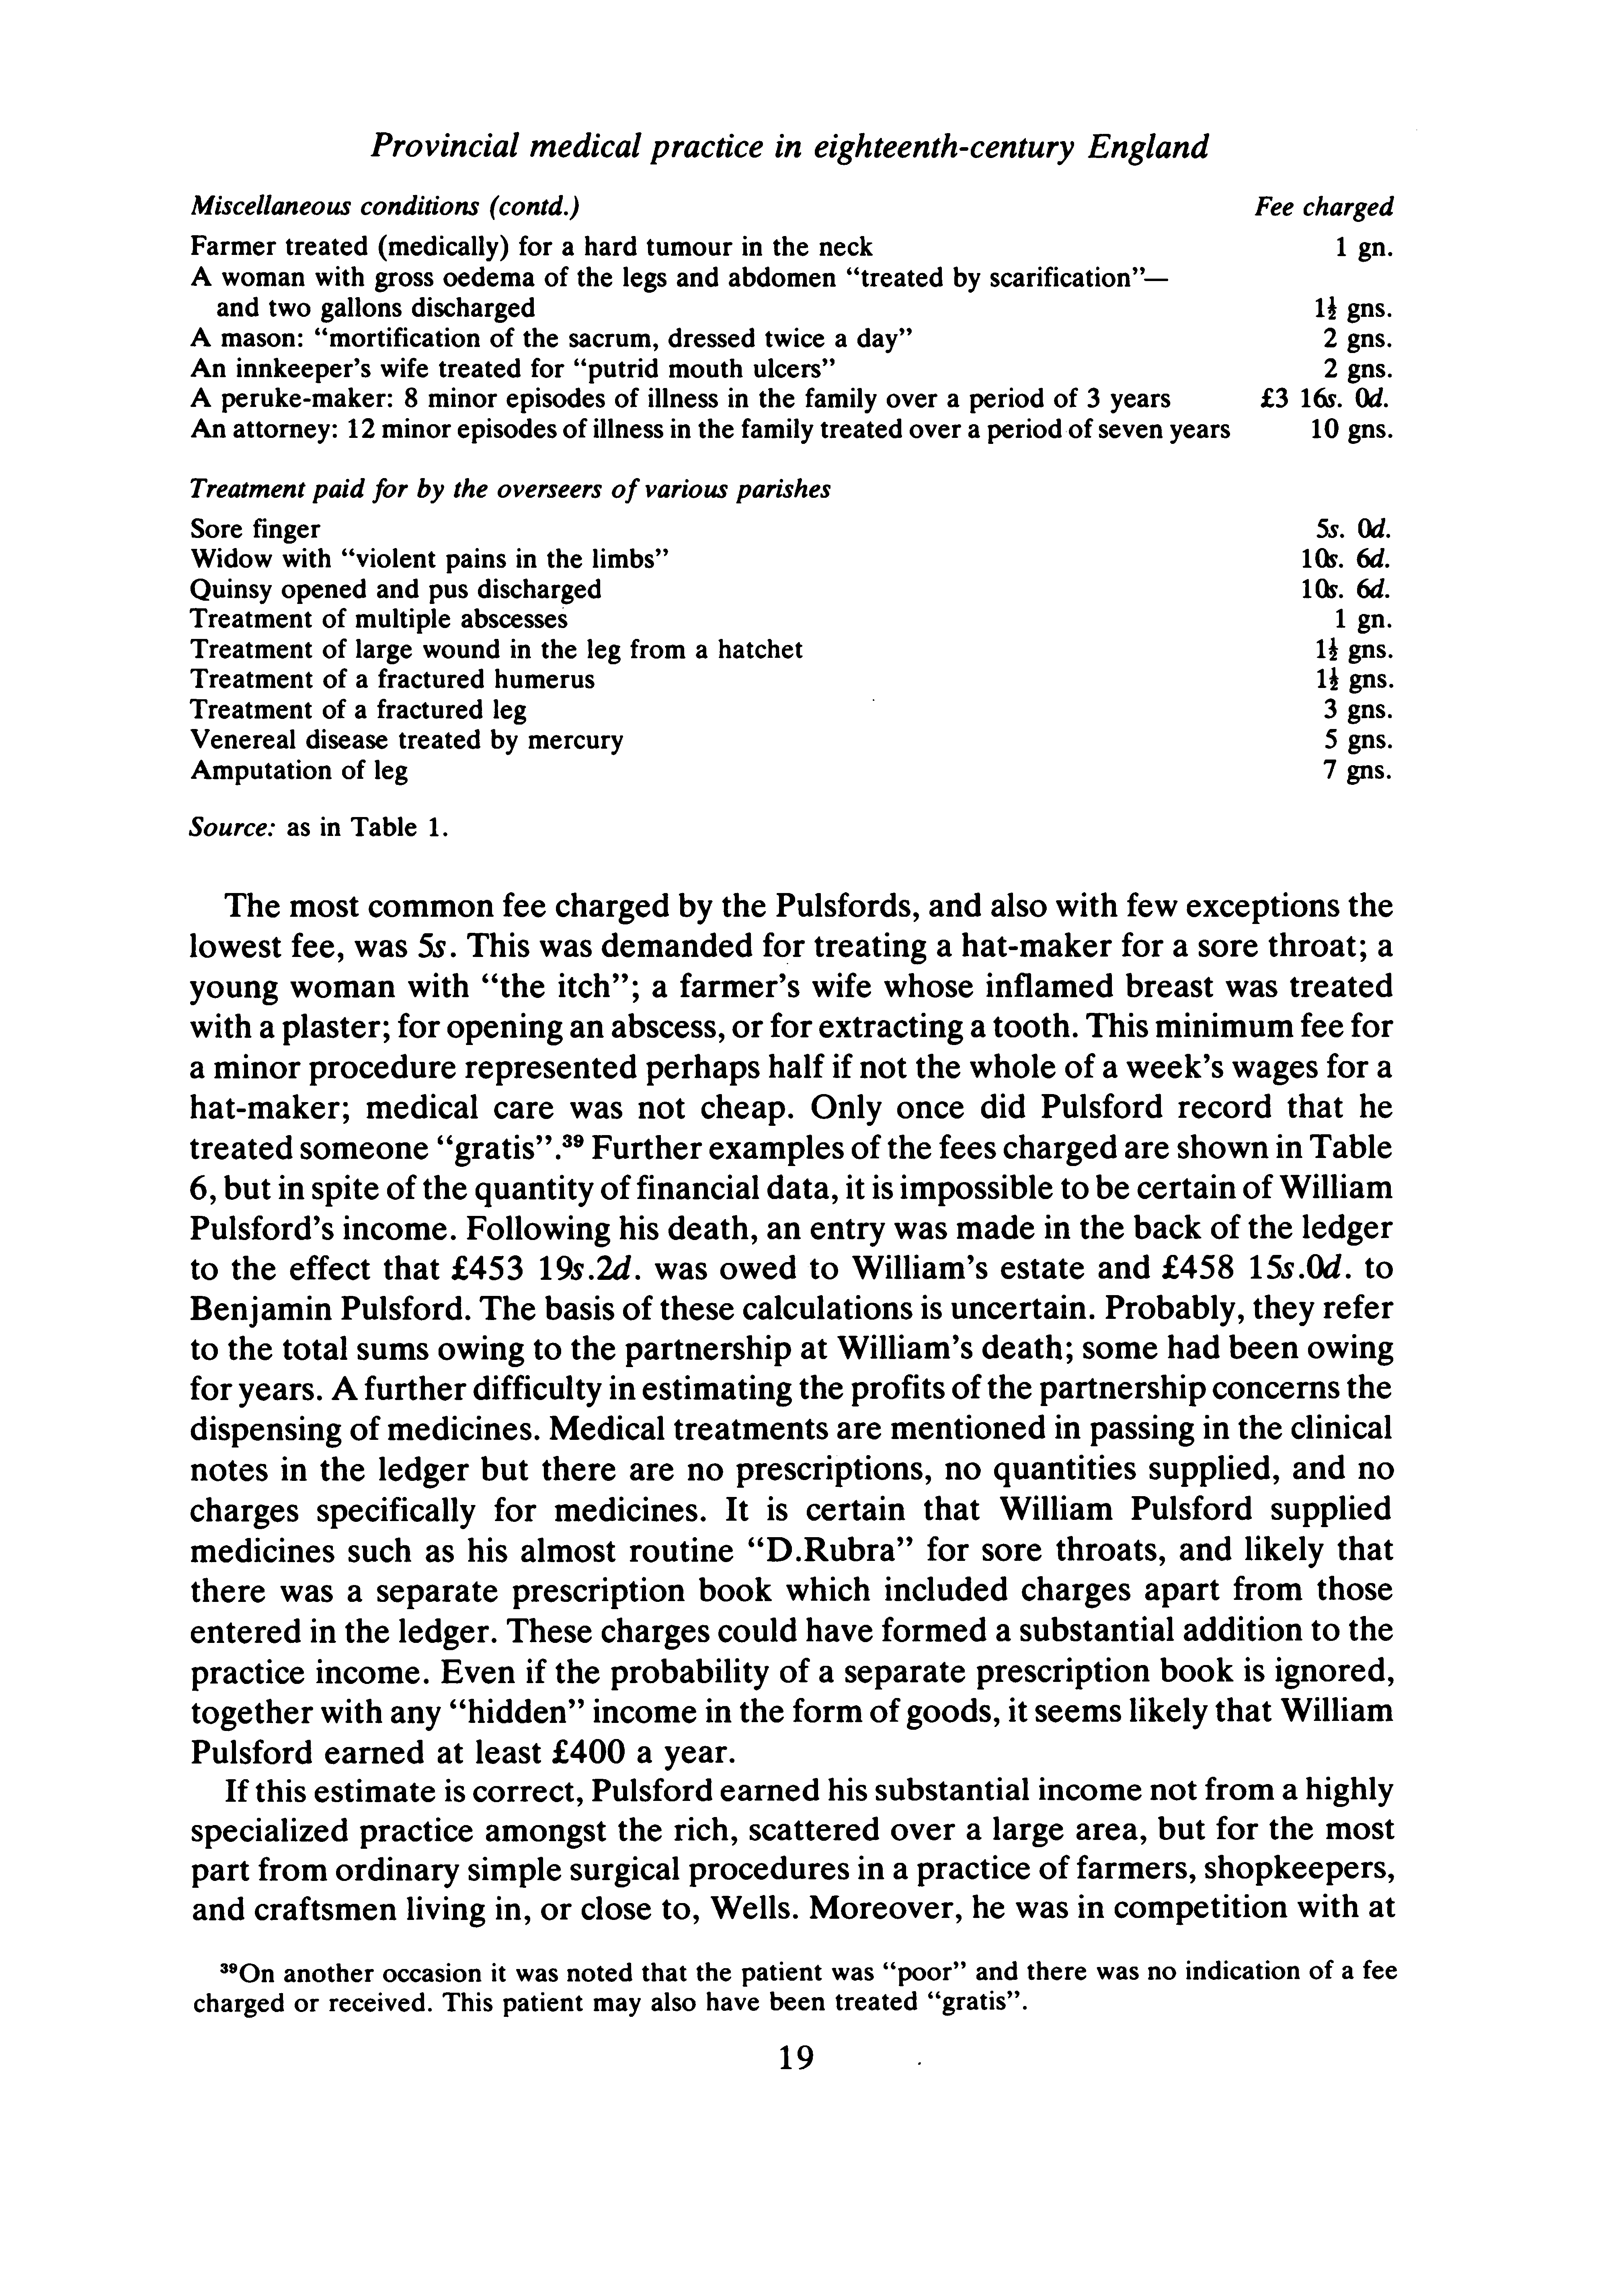 Provincial medical practice in eighteenth-century England
Miscellaneous conditions (contd.) Fee charged
Farmer treated (medically) for a hard tumour in the neck 1 gn.
A woman with gross oedema of the legs and abdomen “treated by scarification”—
and two gallons discharged 1½ gns.
A mason: “mortification of the sacrum, dressed twice a day” 2 gns.
An innkeeper’s wife treated for “putrid mouth ulcers” 2 gns.
A peruke-maker: 8 minor episodes of illness in the family over a period of 3 years £3 16s. 0d.
An attorney: 12 minor episodes of illness in the family treated over a period of seven years 10 gns.
Treatment paid for by the overseers of various parishes
Sore finger 5s. 0d.
Widow with “violent pains in the limbs” 10s. 6d.
Quinsy opened and pus discharged 10s. 6d.
Treatment of multiple abscesses 1 gn.
Treatment of large wound in the leg from a hatchet 1½ gns.
Treatment of a fractured humerus 1½ gns.
Treatment of a fractured leg 3 gns.
Venereal disease treated by mercury 5 gns.
Amputation of leg 7 gns.
Source: as in Table 1.
The most common fee charged by the Pulsfords, and also with few exceptions the
lowest fee, was 5s. This was demanded for treating a hat-maker for a sore throat; a
young woman with “the itch”; a farmer’s wife whose inflamed breast was treated
with a plaster; for opening an abscess, or for extracting a tooth. This minimum fee for
a minor procedure represented perhaps half if not the whole of a week’s wages for a
hat-maker; medical care was not cheap. Only once did Pulsford record that he
treated someone “gratis”.³⁹ Further examples of the fees charged are shown in Table
6, but in spite of the quantity of financial data, it is impossible to be certain of William
Pulsford’s income. Following his death, an entry was made in the back of the ledger
to the effect that £453 19s.2d. was owed to William’s estate and £458 15s.0d. to
Benjamin Pulsford. The basis of these calculations is uncertain. Probably, they refer
to the total sums owing to the partnership at William’s death; some had been owing
for years. A further difficulty in estimating the profits of the partnership concerns the
dispensing of medicines. Medical treatments are mentioned in passing in the clinical
notes in the ledger but there are no prescriptions, no quantities supplied, and no
charges specifically for medicines. It is certain that William Pulsford supplied
medicines such as his almost routine “D.Rubra” for sore throats, and likely that
there was a separate prescription book which included charges apart from those
entered in the ledger. These charges could have formed a substantial addition to the
practice income. Even if the probability of a separate prescription book is ignored,
together with any “hidden” income in the form of goods, it seems likely that William
Pulsford earned at least £400 a year.
If this estimate is correct, Pulsford earned his substantial income not from a highly
specialized practice amongst the rich, scattered over a large area, but for the most
part from ordinary simple surgical procedures in a practice of farmers, shopkeepers,
and craftsmen living in, or close to, Wells. Moreover, he was in competition with at
³⁹On another occasion it was noted that the patient was “poor” and there was no indication of a fee
charged or received. This patient may also have been treated “gratis”.
19